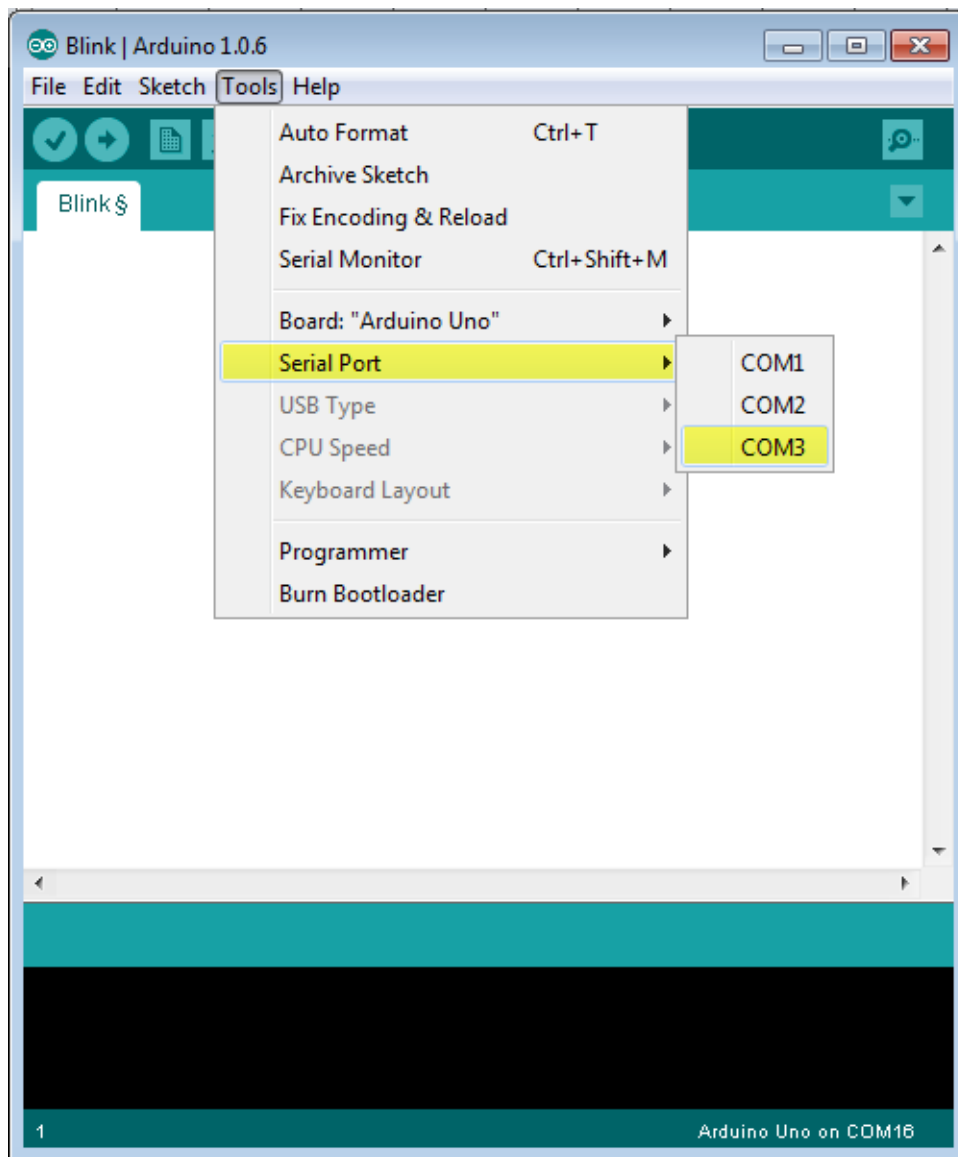 Blink | Arduino 1.0.6
File Edit Sketch Tools Help
Blink §
Auto Format Ctrl+T
Archive Sketch
Fix Encoding & Reload
Serial Monitor Ctrl+Shift+M
Board: "Arduino Uno"
Serial Port
USB Type
CPU Speed
Keyboard Layout
Programmer
Burn Bootloader
COM1
COM2
COM3
1 Arduino Uno on COM16